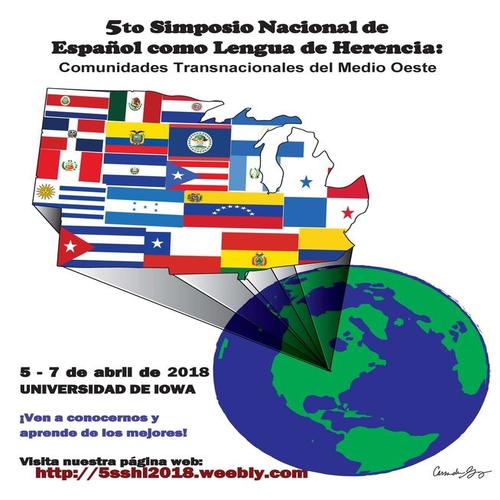 5to Simposio Nacional de
Español como Lengua de Herencia:
Comunidades Transnacionales del Medio Oeste
5 - 7 de abril de 2018
UNIVERSIDAD DE IOWA
¡Ven a conocernos y
aprende de los mejores!
Visita nuestra página web:
http://5sshl2018.weebly.com